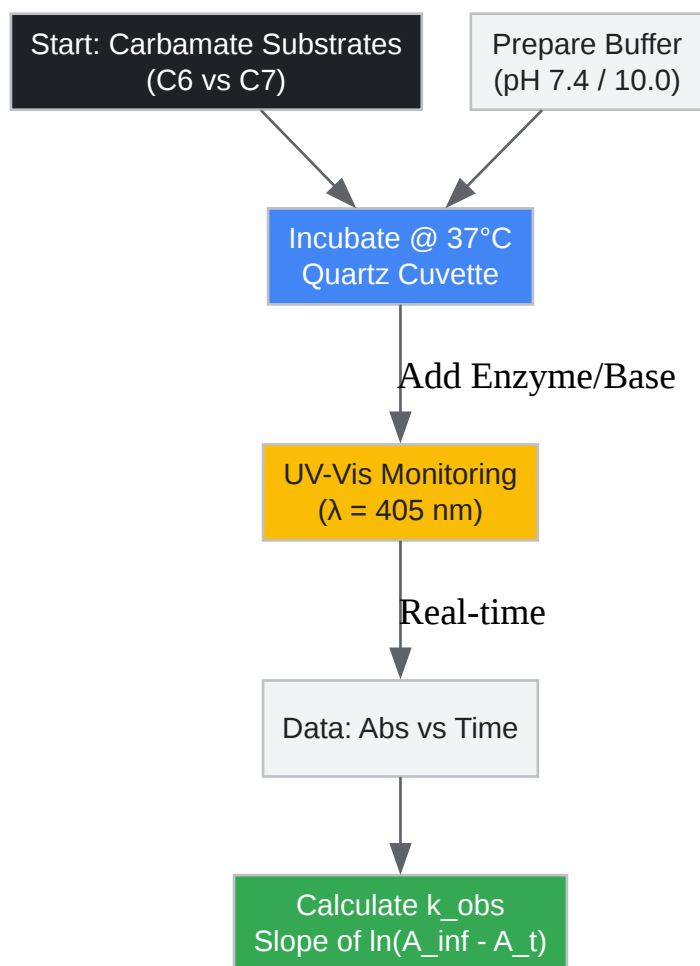 Start: Carbamate Substrates
(C6 vs C7)
Prepare Buffer
(pH 7.4 / 10.0)
Incubate @ 37°C
Quartz Cuvette
Add Enzyme/Base
UV-Vis Monitoring
(λ = 405 nm)
Real-time
Data: Abs vs Time
Calculate k_obs
Slope of ln(A_inf - A_t)